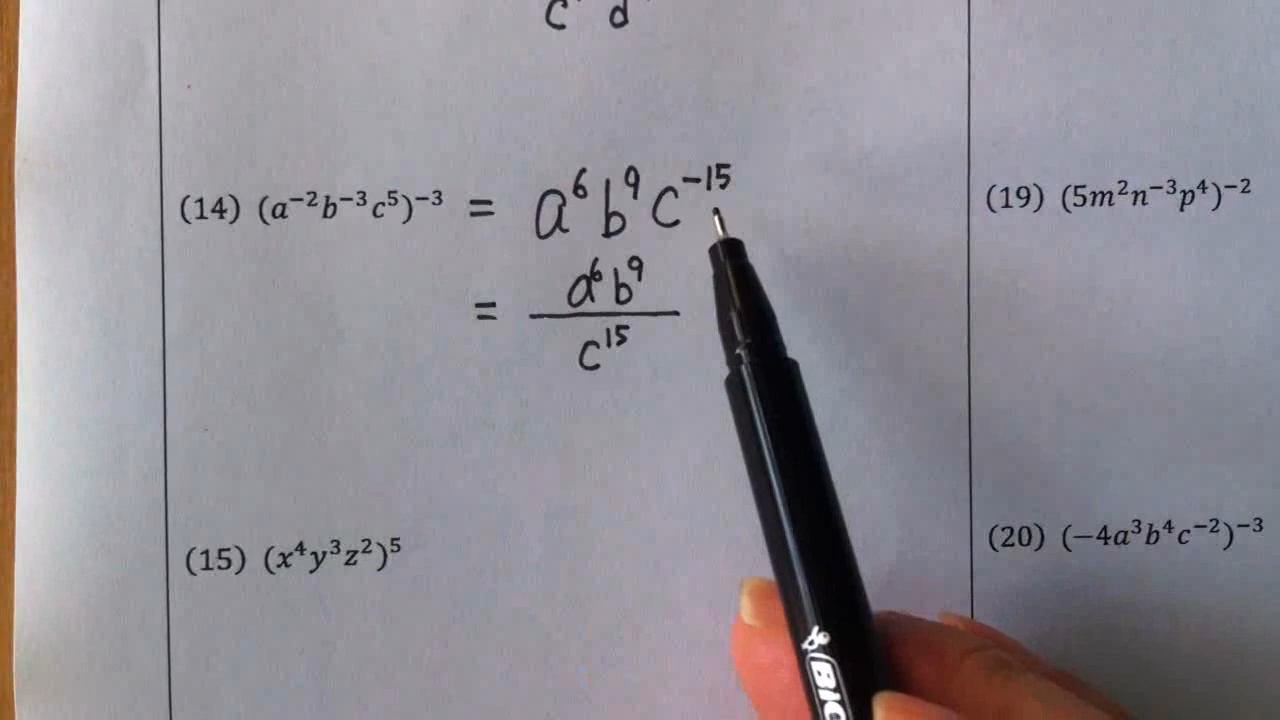 c d
(14) (a⁻²b⁻³c⁵)⁻³ = a⁶b⁹c⁻¹⁵
= a⁶b⁹
c¹⁵
(15) (x⁴y³z²)⁵
(19) (5m²n⁻³p⁴)⁻²
(20) (−4a³b⁴c⁻²)⁻³
BIC